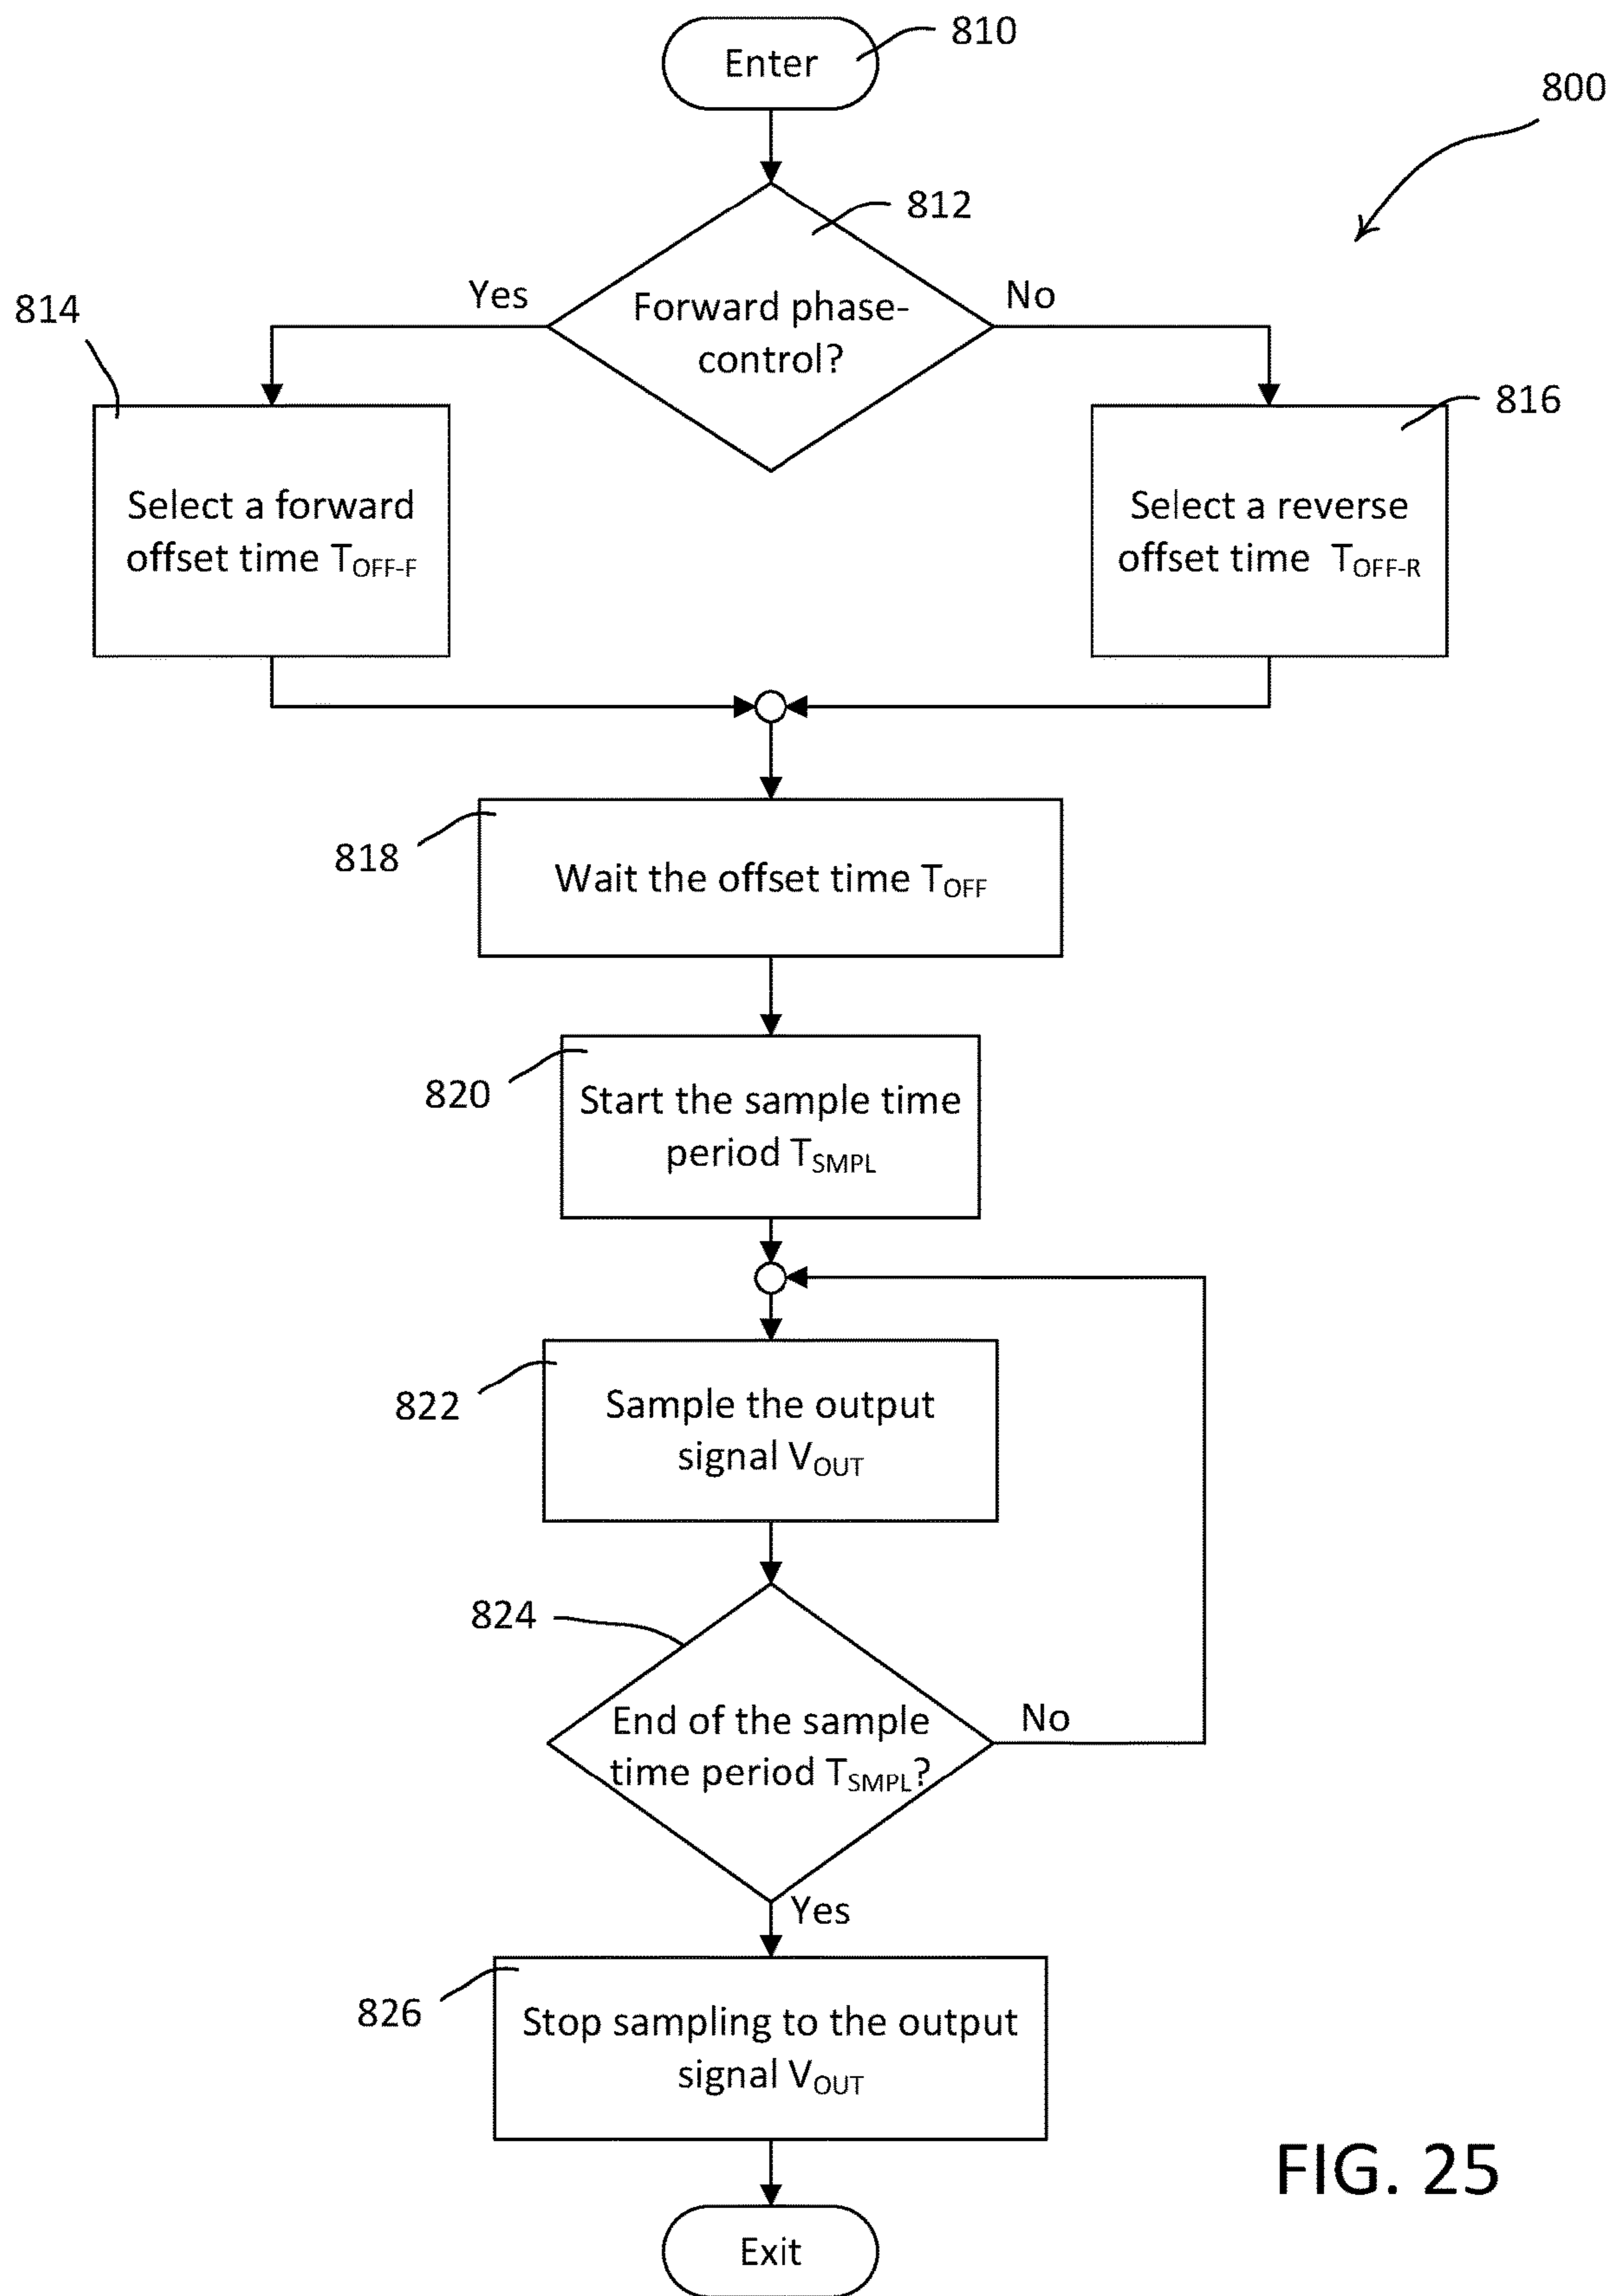 Enter
810
800
812
Forward phase-
control?
Yes
No
814
Select a forward
offset time TOFF-F
816
Select a reverse
offset time TOFF-R
818
Wait the offset time TOFF
820
Start the sample time
period TSMPL
822
Sample the output
signal VOUT
824
End of the sample
time period TSMPL?
No
Yes
826
Stop sampling to the output
signal VOUT
Exit
FIG. 25